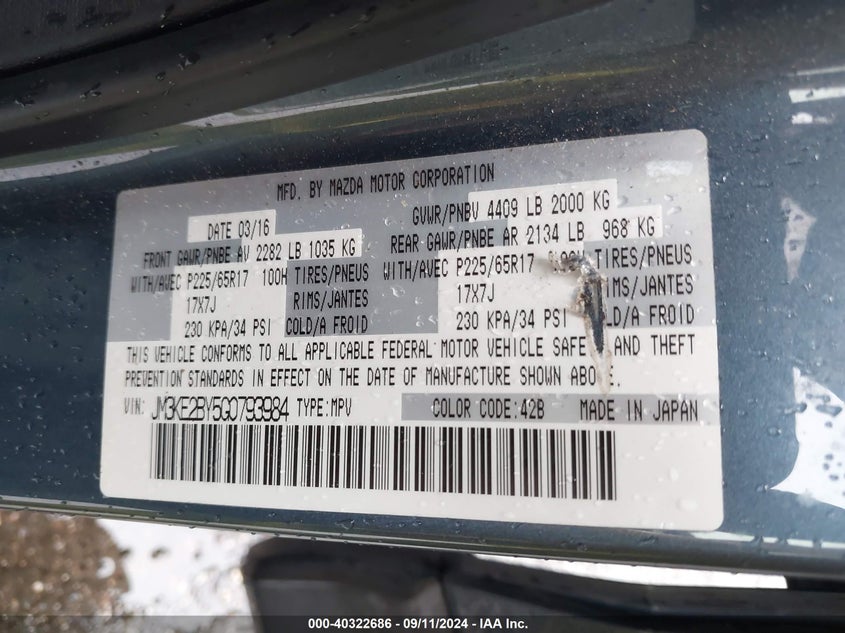 MFD. BY MAZDA MOTOR CORPORATION
DATE 03/16 GVWR/PNBV 4409 LB 2000 KG
FRONT GAWR/PNBE AV 2282 LB 1035 KG REAR GAWR/PNBE AR 2134 LB 968 KG
WITH/AVEC P225/65R17 100H TIRES/PNEUS WITH/AVEC P225/65R17 TIRES/PNEUS
17X7J RIMS/JANTES 17X7J RIMS/JANTES
230 KPA/34 PSI COLD/A FROID 230 KPA/34 PSI COLD/A FROID
THIS VEHICLE CONFORMS TO ALL APPLICABLE FEDERAL MOTOR VEHICLE SAFETY AND THEFT
PREVENTION STANDARDS IN EFFECT ON THE DATE OF MANUFACTURE SHOWN ABOVE.
VIN: JM3KE2BY5G0793984 TYPE:MPV COLOR CODE:42B MADE IN JAPAN
000-40322686 - 09/11/2024 - IAA Inc.